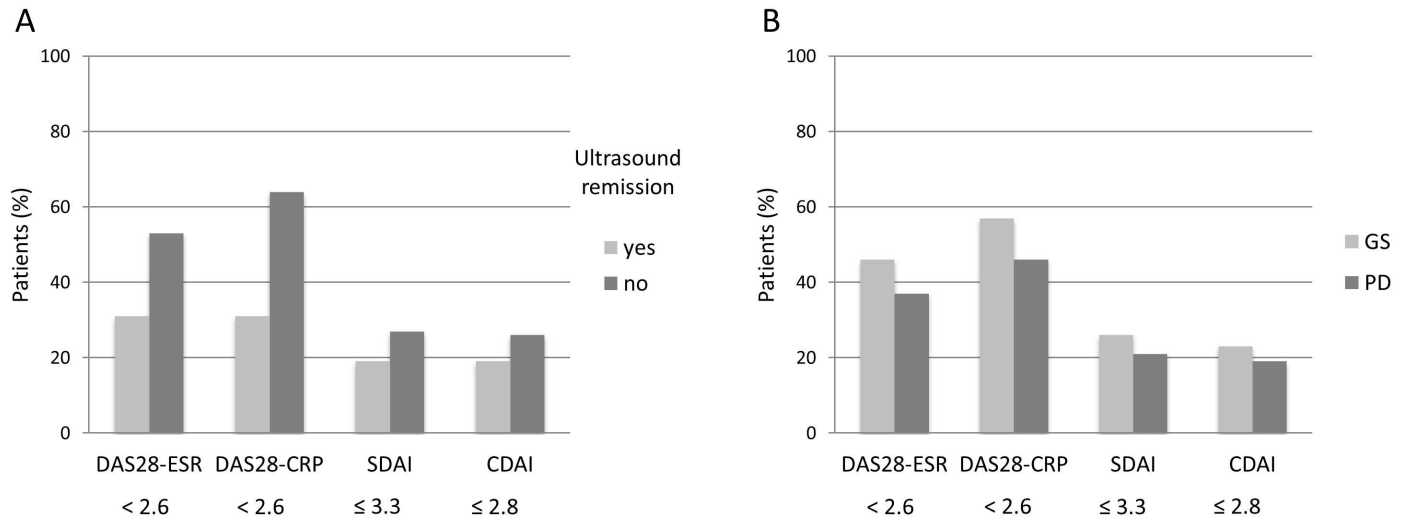 A
100
80
60
40
20
0
Patients (%)
DAS28-ESR DAS28-CRP SDAI CDAI
< 2.6 < 2.6 ≤ 3.3 ≤ 2.8
Ultrasound
remission
yes
no
B
100
80
60
40
20
0
Patients (%)
DAS28-ESR DAS28-CRP SDAI CDAI
< 2.6 < 2.6 ≤ 3.3 ≤ 2.8
GS
PD